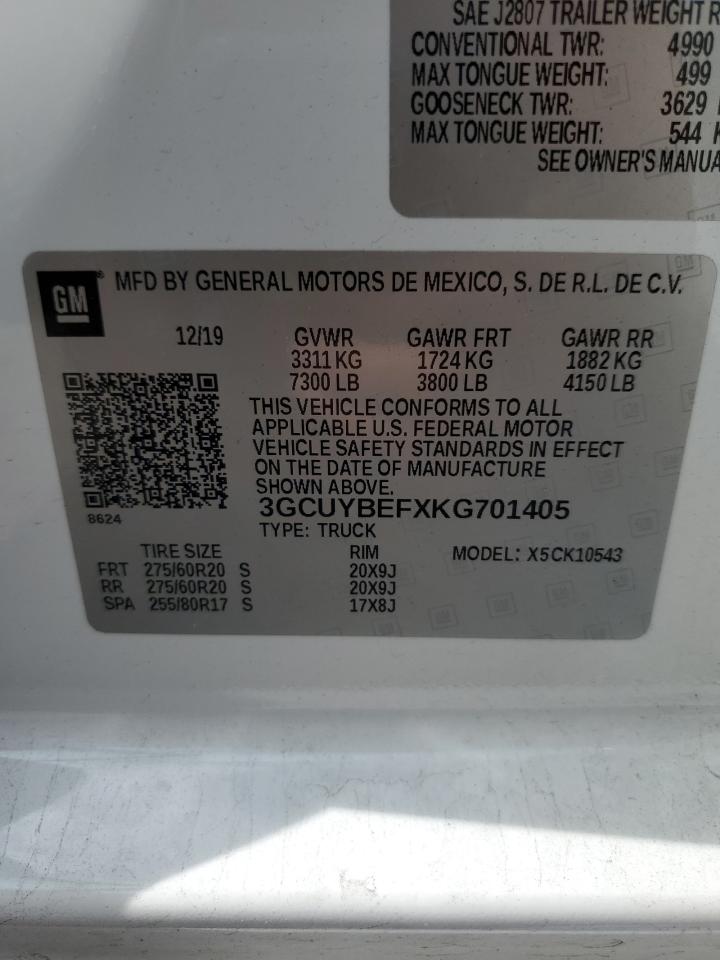 SAE J2807 TRAILER WEIGHT R
CONVENTIONAL TWR: 4990
MAX TONGUE WEIGHT: 499
GOOSENECK TWR: 3629
MAX TONGUE WEIGHT: 544 K
SEE OWNER'S MANUA
GM ® MFD BY GENERAL MOTORS DE MEXICO, S. DE R.L. DE C.V.
12/19 GVWR GAWR FRT GAWR RR
3311 KG 1724 KG 1882 KG
7300 LB 3800 LB 4150 LB
THIS VEHICLE CONFORMS TO ALL
APPLICABLE U.S. FEDERAL MOTOR
VEHICLE SAFETY STANDARDS IN EFFECT
ON THE DATE OF MANUFACTURE
SHOWN ABOVE.
8624 3GCUYBEFXKG701405
TYPE: TRUCK
TIRE SIZE RIM MODEL: X5CK10543
FRT 275/60R20 S 20X9J
RR 275/60R20 S 20X9J
SPA 255/80R17 S 17X8J